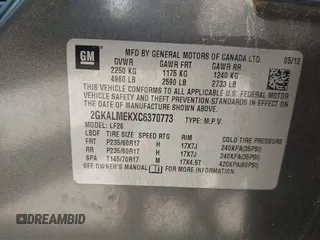 GM
MFD BY GENERAL MOTORS OF CANADA LTD.
05/12
GVWR GAWR FRT GAWR RR
2250 KG 1175 KG 1240 KG
4960 LB 2590 LB 2733 LB
THIS VEHICLE CONFORMS TO ALL APPLICABLE U.S. FEDERAL MOTOR
VEHICLE SAFETY, BUMPER, AND THEFT PREVENTION STANDARDS
IN EFFECT ON THE DATE OF MANUFACTURE SHOWN ABOVE.
2GKALMEKXC6370773 TYPE: M.P.V.
MODEL: LF26
LBDF TIRE SIZE SPEED RTG RIM COLD TIRE PRESSURE
FRT P235/60R17 H 17X7J 240KPA(35PSI)
RR P235/60R17 H 17X7J 240KPA(35PSI)
SPA T145/70R17 M 17X4.5T 420KPA(60PSI)
SEE OWNER'S MANUAL FOR ADDITIONAL INFORMATION.
DREAMBID